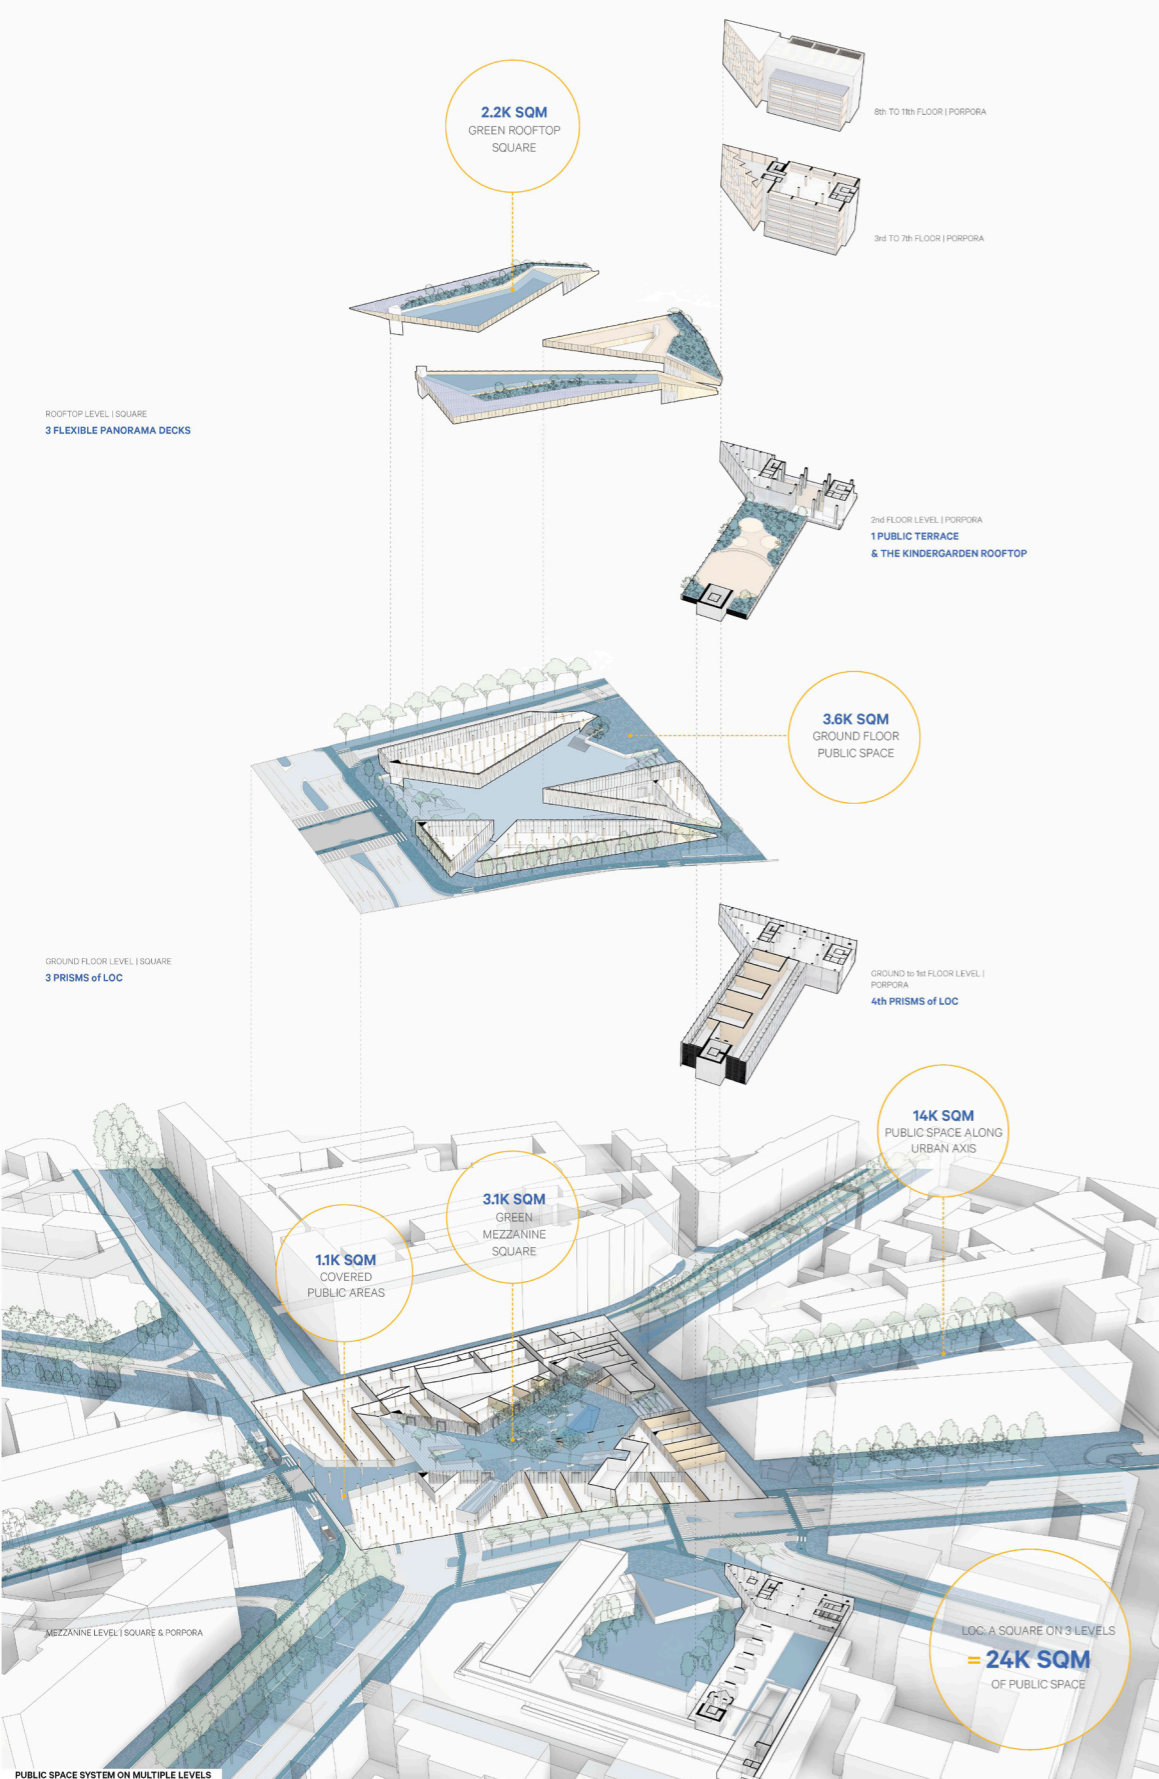 2.2K SQM
GREEN ROOFTOP
SQUARE
8th TO 11th FLOOR | PORPORA
3rd TO 7th FLOOR | PORPORA
ROOFTOP LEVEL | SQUARE
3 FLEXIBLE PANORAMA DECKS
2nd FLOOR LEVEL | PORPORA
1 PUBLIC TERRACE
& THE KINDERGARDEN ROOFTOP
3.6K SQM
GROUND FLOOR
PUBLIC SPACE
GROUND FLOOR LEVEL | SQUARE
3 PRISMS of LOC
GROUND to 1st FLOOR LEVEL |
PORPORA
4th PRISMS of LOC
14K SQM
PUBLIC SPACE ALONG
URBAN AXIS
3.1K SQM
GREEN
MEZZANINE
SQUARE
1.1K SQM
COVERED
PUBLIC AREAS
MEZZANINE LEVEL | SQUARE & PORPORA
LOC: A SQUARE ON 3 LEVELS
= 24K SQM
OF PUBLIC SPACE
PUBLIC SPACE SYSTEM ON MULTIPLE LEVELS